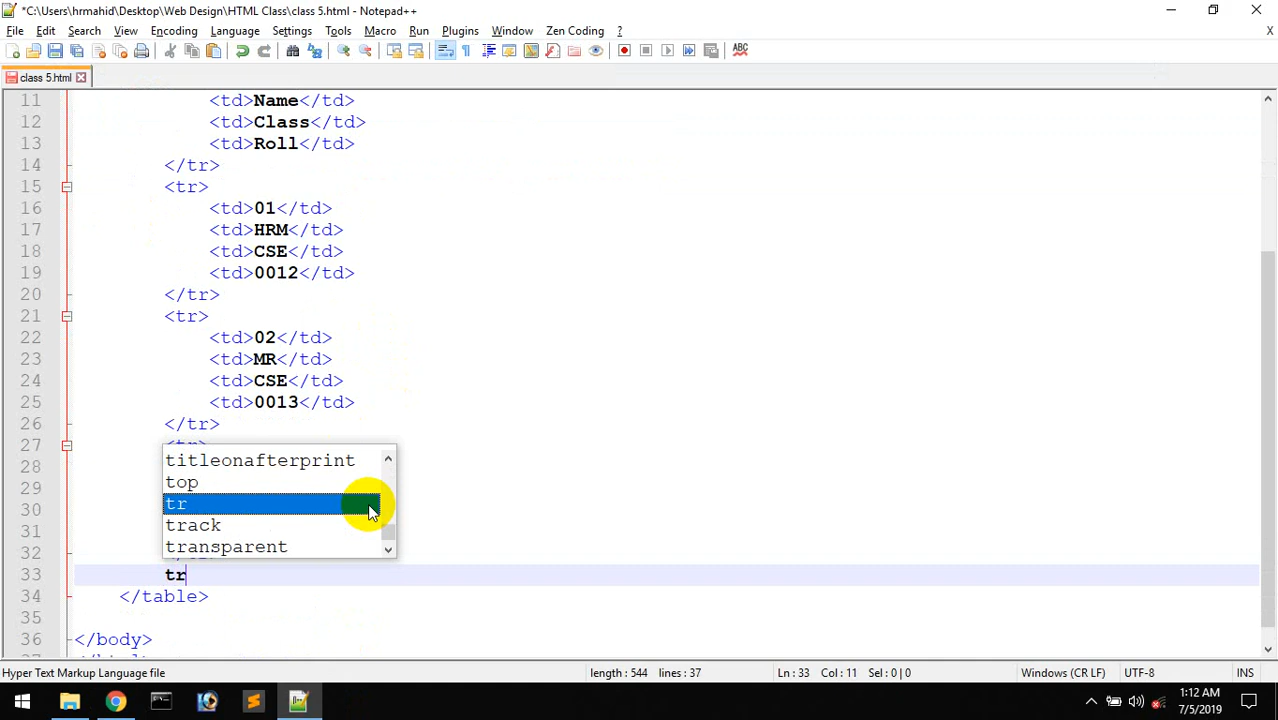 *C:\Users\hrmahid\Desktop\Web Design\HTML Class\class 5.html - Notepad++
File Edit Search View Encoding Language Settings Tools Macro Run Plugins Window Zen Coding ? X
ABC
class 5.html
11 <td>Name</td>
12 <td>Class</td>
13 <td>Roll</td>
14 </tr>
15 <tr>
16 <td>01</td>
17 <td>HRM</td>
18 <td>CSE</td>
19 <td>0012</td>
20 </tr>
21 <tr>
22 <td>02</td>
23 <td>MR</td>
24 <td>CSE</td>
25 <td>0013</td>
26 </tr>
27 <tr>
28 titleonafterprint
29 top
30 tr
31 track
32 transparent
33 tr
34 </table>
35
36 </body>
Hyper Text Markup Language file length : 544 lines : 37 Ln : 33 Col : 11 Sel : 0 | 0 Windows (CR LF) UTF-8 INS
1:12 AM
7/5/2019